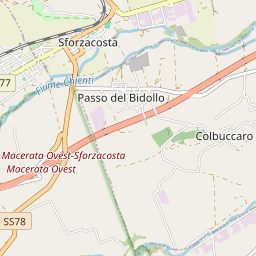 Sforzacosta
77
Fiume Chienti
Passo del Bidollo
Colbuccaro
Macerata Ovest-Sforzacosta
Macerata Ovest
SS78